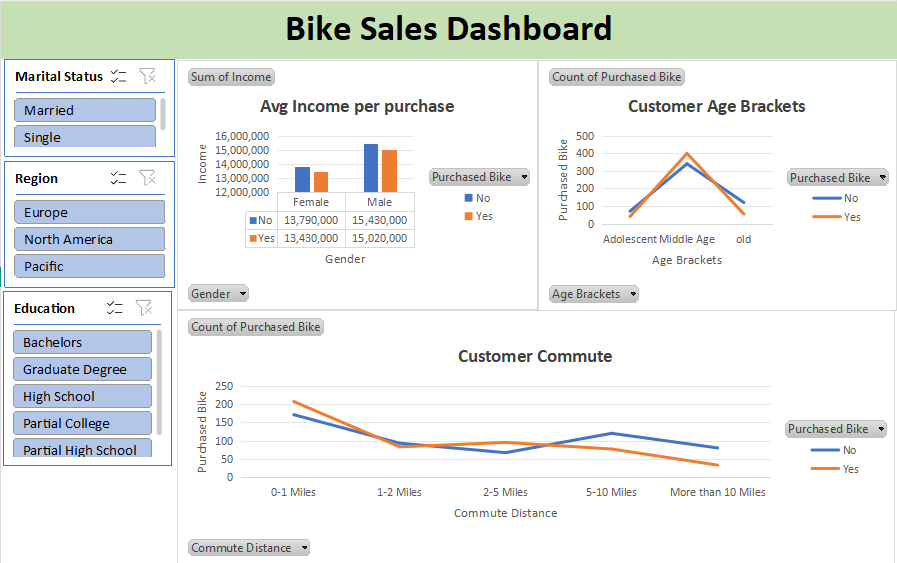 Bike Sales Dashboard
Marital Status
Married
Single
Region
Europe
North America
Pacific
Education
Bachelors
Graduate Degree
High School
Partial College
Partial High School
Sum of Income
Avg Income per purchase
Income
16,000,000
15,000,000
14,000,000
13,000,000
12,000,000
Female Male
No 13,790,000 15,430,000
Yes 13,430,000 15,020,000
Gender
Purchased Bike
No
Yes
Gender
Count of Purchased Bike
Customer Age Brackets
Purchased Bike
500
400
300
200
100
0
Adolescent Middle Age old
Age Brackets
Purchased Bike
No
Yes
Age Brackets
Count of Purchased Bike
Customer Commute
Purchased Bike
250
200
150
100
50
0
0-1 Miles 1-2 Miles 2-5 Miles 5-10 Miles More than 10 Miles
Commute Distance
Purchased Bike
No
Yes
Commute Distance